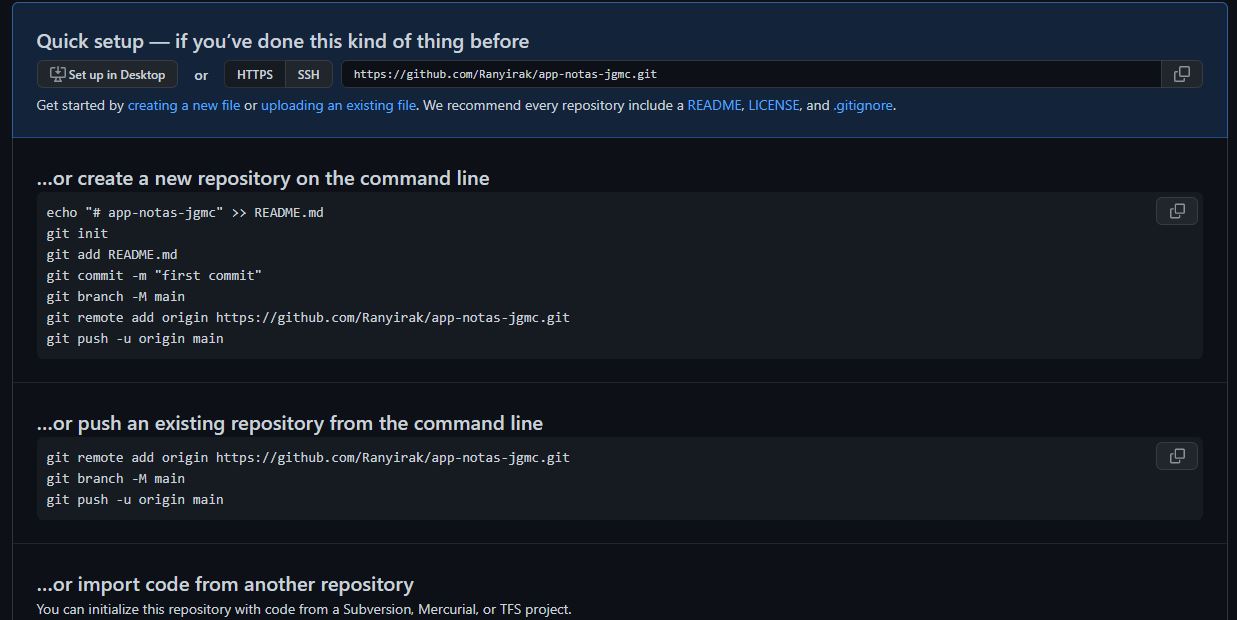 Quick setup — if you’ve done this kind of thing before
Set up in Desktop or HTTPS SSH https://github.com/Ranyirak/app-notas-jgmc.git
Get started by creating a new file or uploading an existing file. We recommend every repository include a README, LICENSE, and .gitignore.
…or create a new repository on the command line
echo "# app-notas-jgmc" >> README.md
git init
git add README.md
git commit -m "first commit"
git branch -M main
git remote add origin https://github.com/Ranyirak/app-notas-jgmc.git
git push -u origin main
…or push an existing repository from the command line
git remote add origin https://github.com/Ranyirak/app-notas-jgmc.git
git branch -M main
git push -u origin main
…or import code from another repository
You can initialize this repository with code from a Subversion, Mercurial, or TFS project.